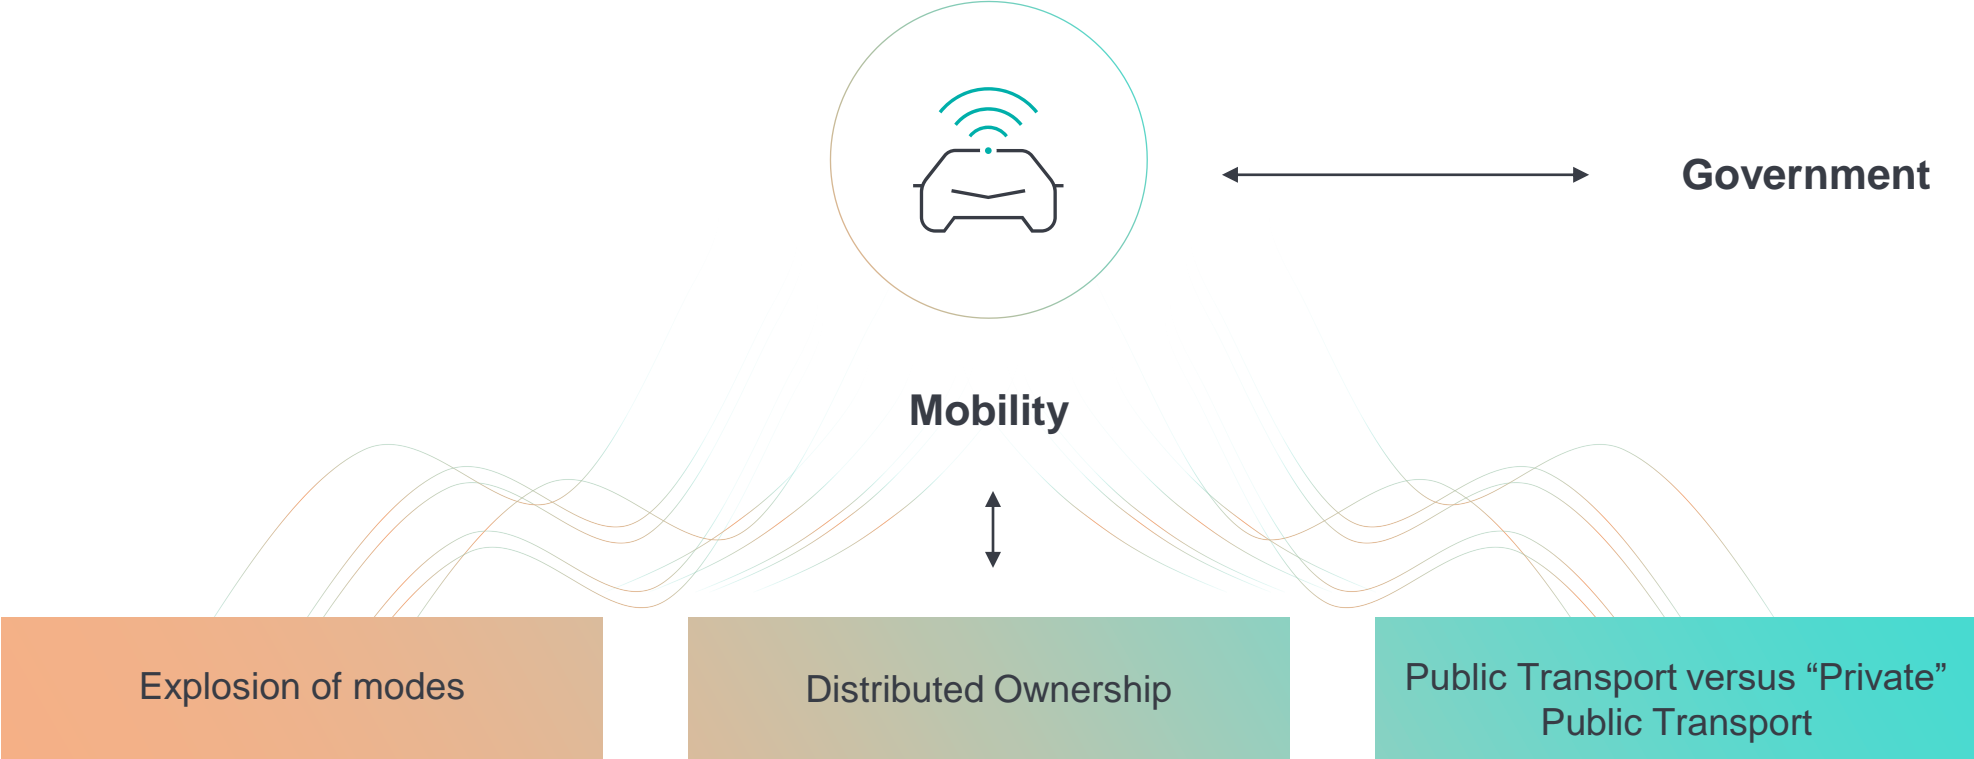 Government
Mobility
Explosion of modes
Distributed Ownership
Public Transport versus “Private”
Public Transport